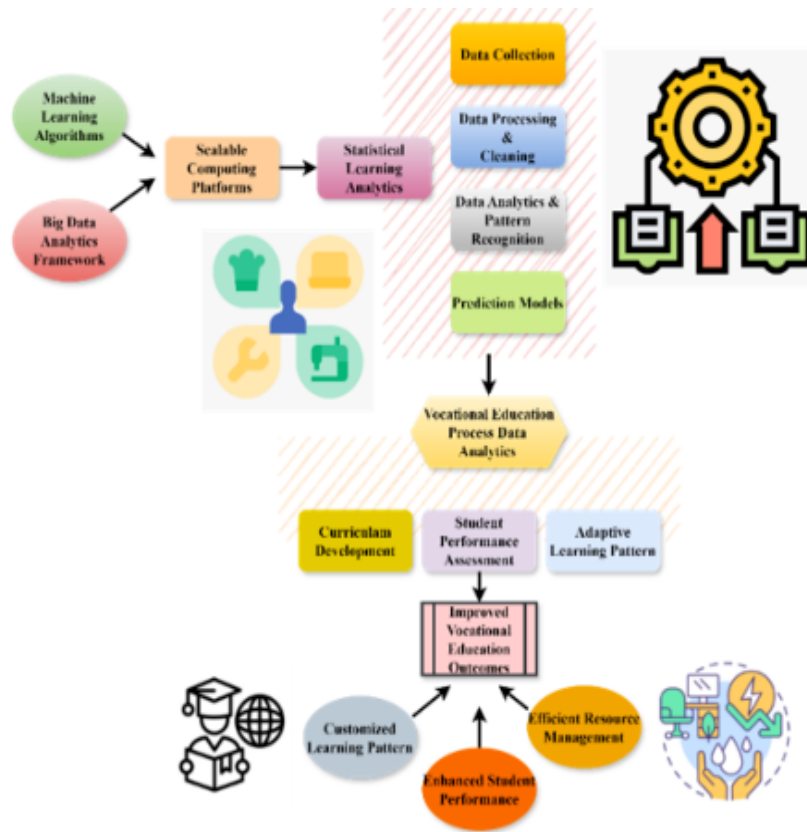 Data Collection
Machine
Learning
Algorithms
Data Processing
&
Cleaning
Scalable
Computing
Platforms
Statistical
Learning
Analytics
Big Data
Analytics
Framework
Data Analytics &
Pattern
Recognition
Prediction Models
Vocational Education
Process Data
Analytics
Curriculam
Development
Student
Performance
Assessment
Adaptive
Learning Pattern
Improved
Vocational
Education
Outcomes
Customized
Learning Pattern
Efficient Resource
Management
Enhanced Student
Performance